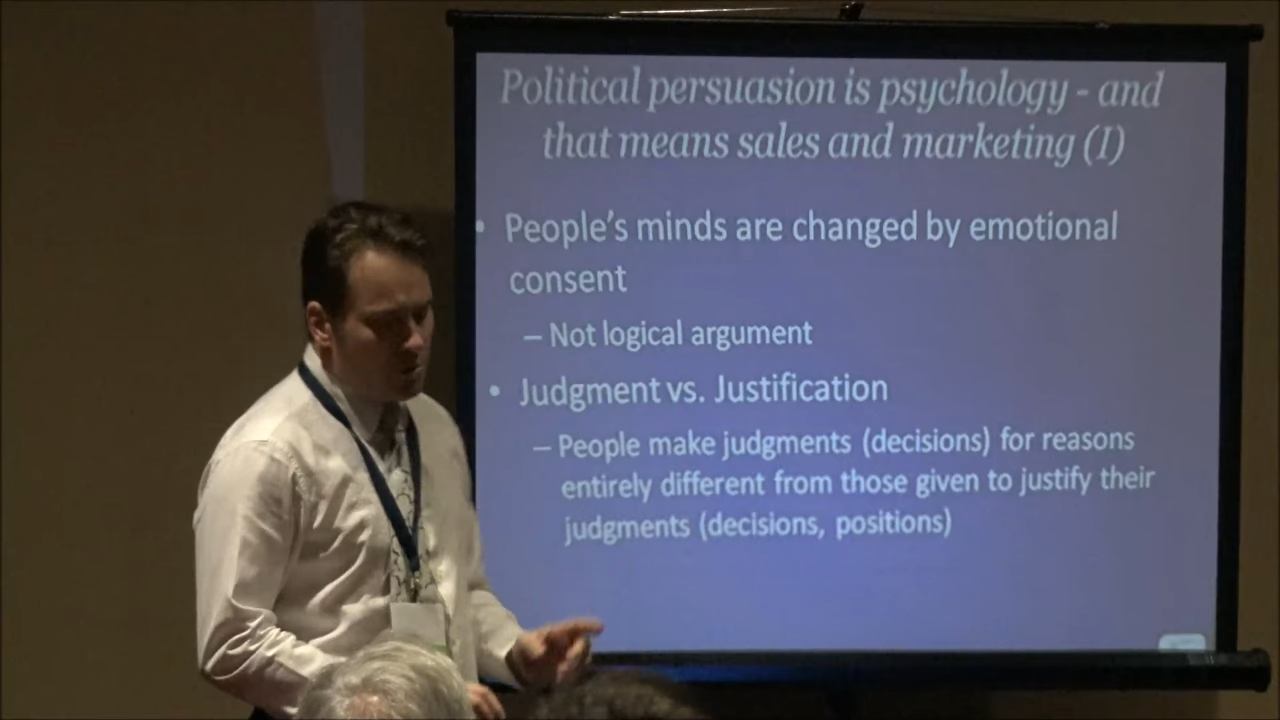 Political persuasion is psychology - and
that means sales and marketing (I)
• People’s minds are changed by emotional
consent
– Not logical argument
• Judgment vs. Justification
– People make judgments (decisions) for reasons
entirely different from those given to justify their
judgments (decisions, positions)